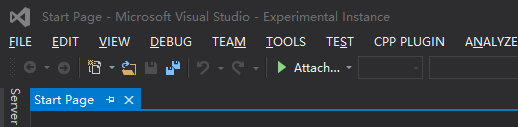 Start Page - Microsoft Visual Studio - Experimental Instance
FILE EDIT VIEW DEBUG TEAM TOOLS TEST CPP PLUGIN ANALYZE
Attach...
Server
Start Page